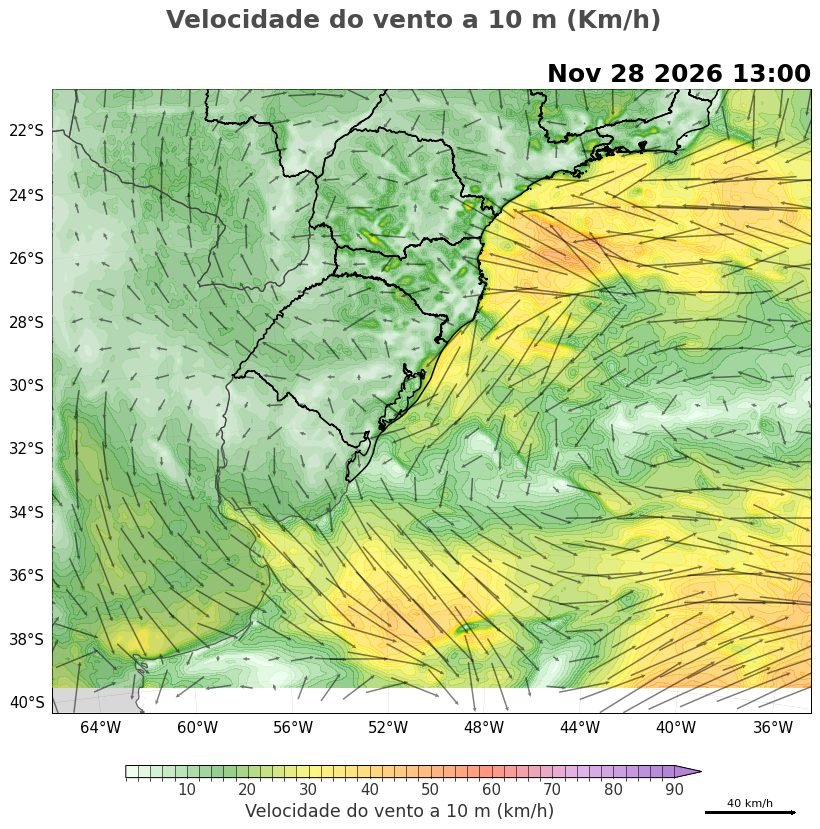 Velocidade do vento a 10 m (Km/h)
Nov 28 2026 13:00
22°S
24°S
26°S
28°S
30°S
32°S
34°S
36°S
38°S
40°S
64°W 60°W 56°W 52°W 48°W 44°W 40°W 36°W
10 20 30 40 50 60 70 80 90
Velocidade do vento a 10 m (km/h)
40 km/h